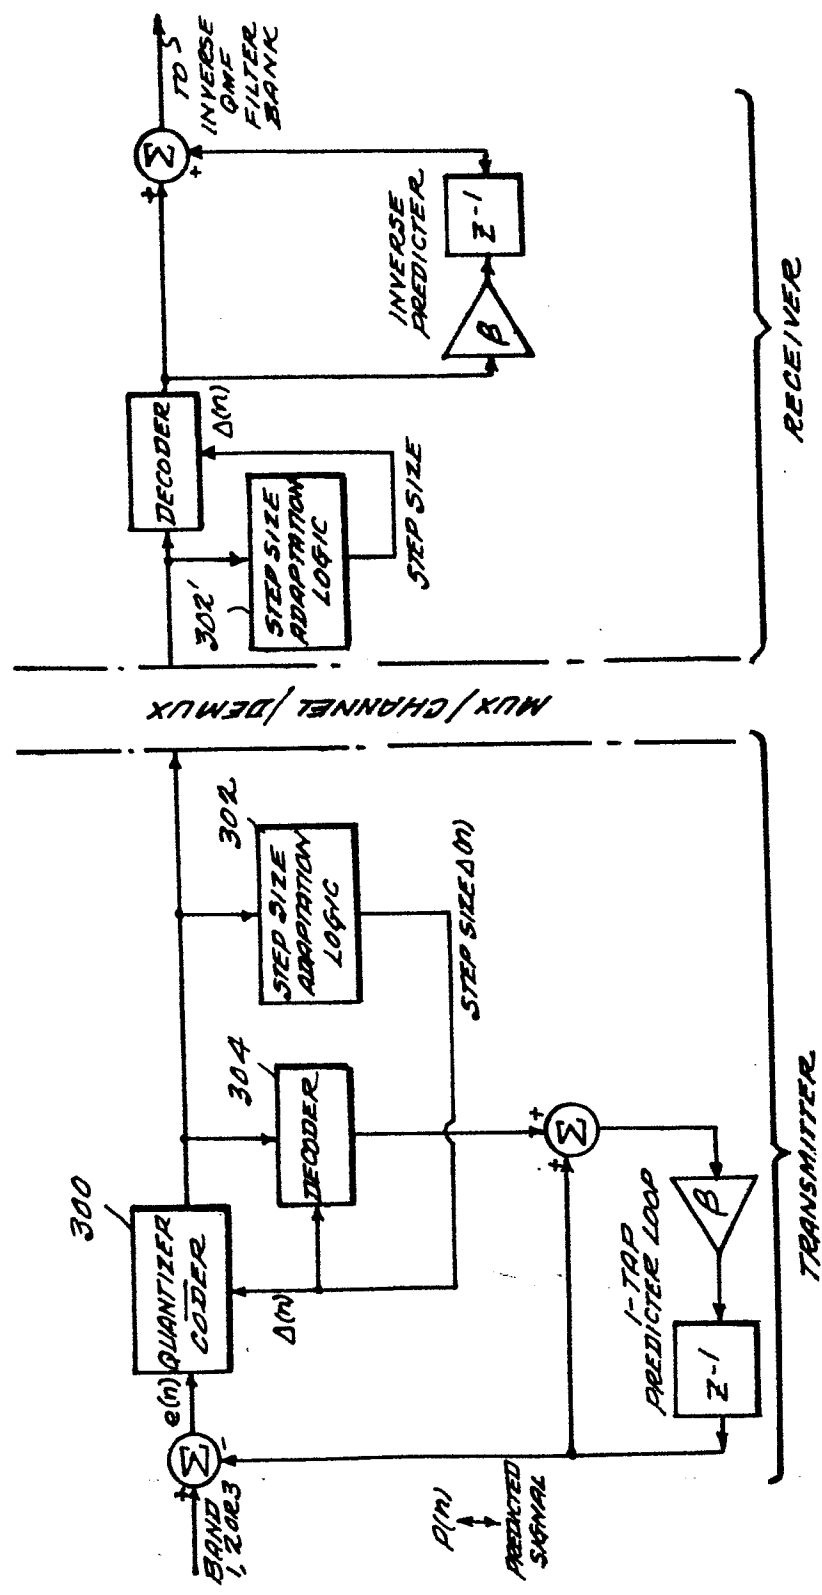 BAND
1, 2 OR 3
+
Σ
-
e(n)
300
QUANTIZER
CODER
Δ(n)
304
DECODER
302
STEP SIZE
ADAPTATION
LOGIC
STEP SIZE Δ(n)
P(n)
PREDICTED
SIGNAL
+
+
Σ
1-TAP
PREDICTER LOOP
Z-1
β
TRANSMITTER
MUX/CHANNEL/DEMUX
302'
STEP SIZE
ADAPTATION
LOGIC
STEP SIZE
DECODER
Δ(n)
INVERSE
PREDICTER
β
Z-1
+
+
Σ
TO
INVERSE
QMF
FILTER
BANK
RECEIVER